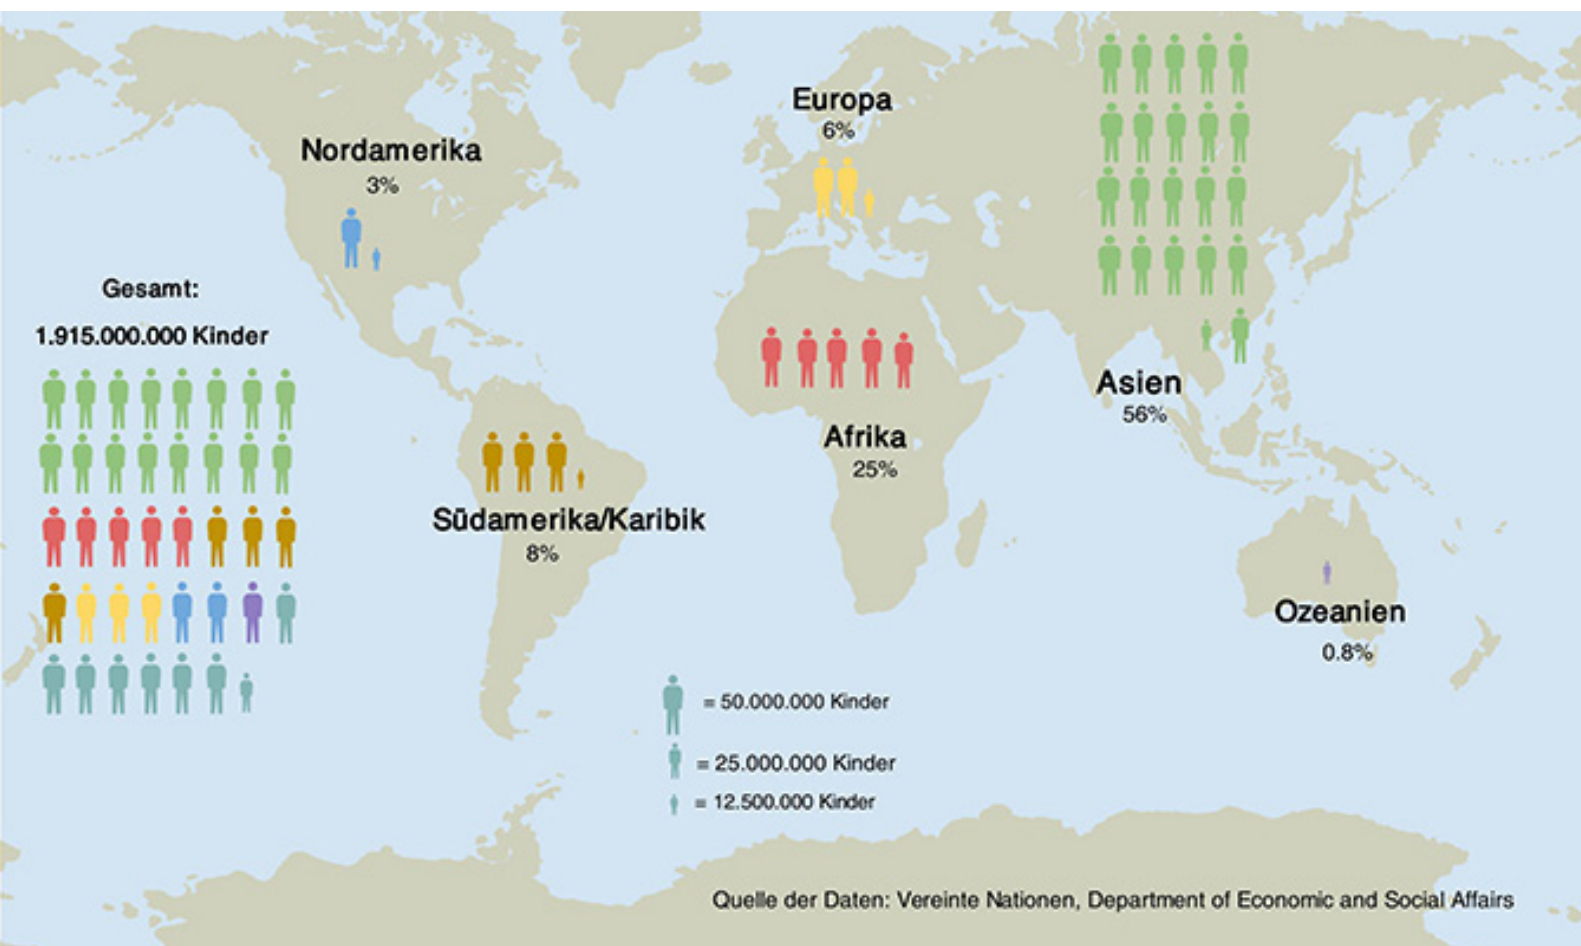 Europa
6%
Nordamerika
3%
Gesamt:
1.915.000.000 Kinder
Asien
56%
Afrika
25%
Südamerika/Karibik
8%
Ozeanien
0.8%
= 50.000.000 Kinder
= 25.000.000 Kinder
= 12.500.000 Kinder
Quelle der Daten: Vereinte Nationen, Department of Economic and Social Affairs